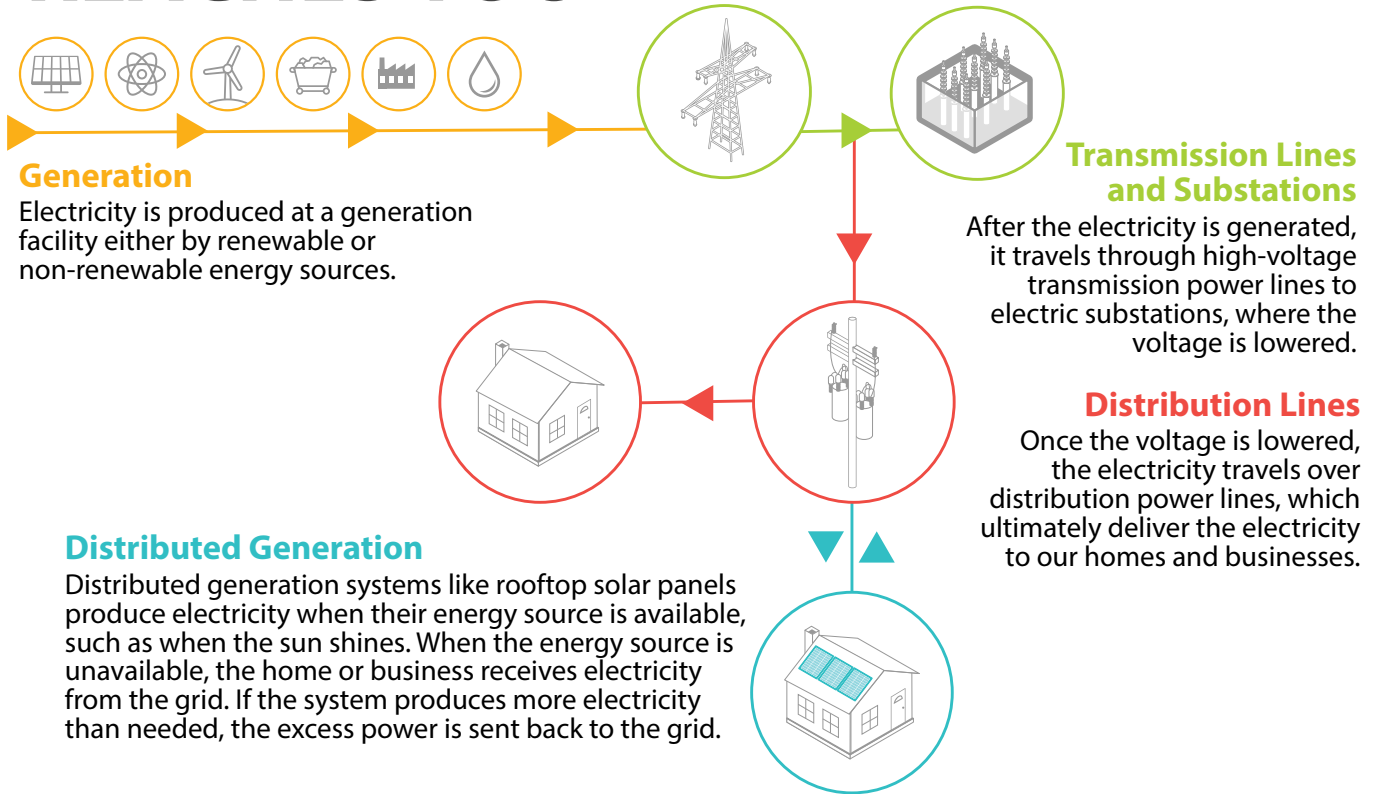 Generation
Electricity is produced at a generation
facility either by renewable or
non-renewable energy sources.
Transmission Lines
and Substations
After the electricity is generated,
it travels through high-voltage
transmission power lines to
electric substations, where the
voltage is lowered.
Distribution Lines
Once the voltage is lowered,
the electricity travels over
distribution power lines, which
ultimately deliver the electricity
to our homes and businesses.
Distributed Generation
Distributed generation systems like rooftop solar panels
produce electricity when their energy source is available,
such as when the sun shines. When the energy source is
unavailable, the home or business receives electricity
from the grid. If the system produces more electricity
than needed, the excess power is sent back to the grid.